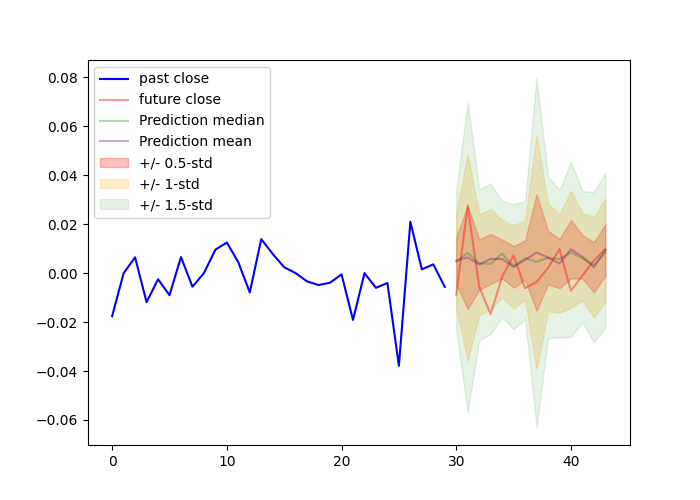 0.08
0.06
0.04
0.02
0.00
−0.02
−0.04
−0.06
0
10
20
30
40
past close
future close
Prediction median
Prediction mean
+/- 0.5-std
+/- 1-std
+/- 1.5-std